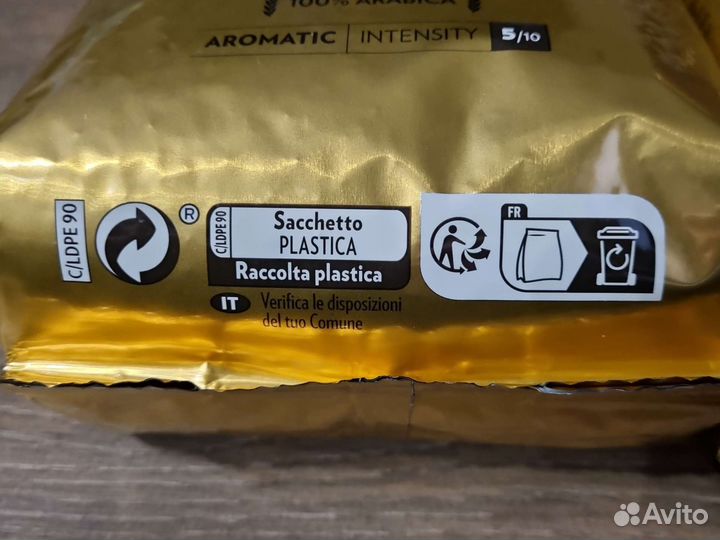 100% ARABICA
AROMATIC | INTENSITY 5/10
C/LDPE 90
®
C/LDPE 90
Sacchetto
PLASTICA
Raccolta plastica
IT Verifica le disposizioni
del tuo Comune
FR
Avito